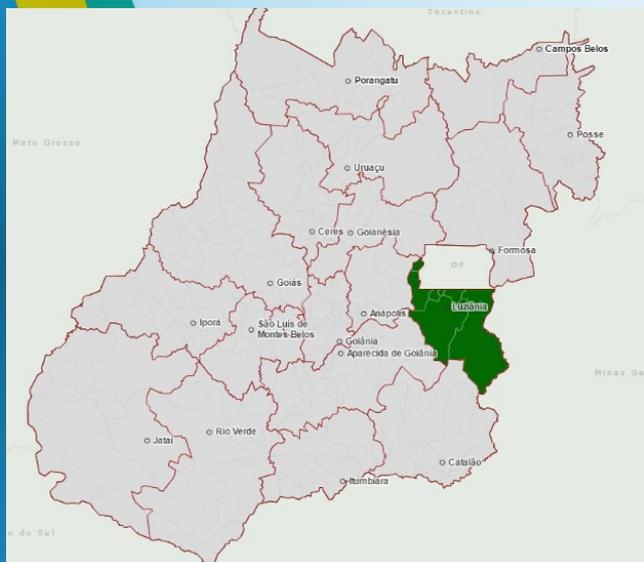 Tocantins
Campos Belos
Porangatu
Posse
Mato Grosso
Uruaçu
Ceres
Goianésia
Formosa
DF
Goiás
Luziânia
Anápolis
Iporá
São Luís de
Montes Belos
Goiânia
Aparecida de Goiânia
Minas Ge
Rio Verde
Jataí
Catalão
Itumbiara
o do Sul